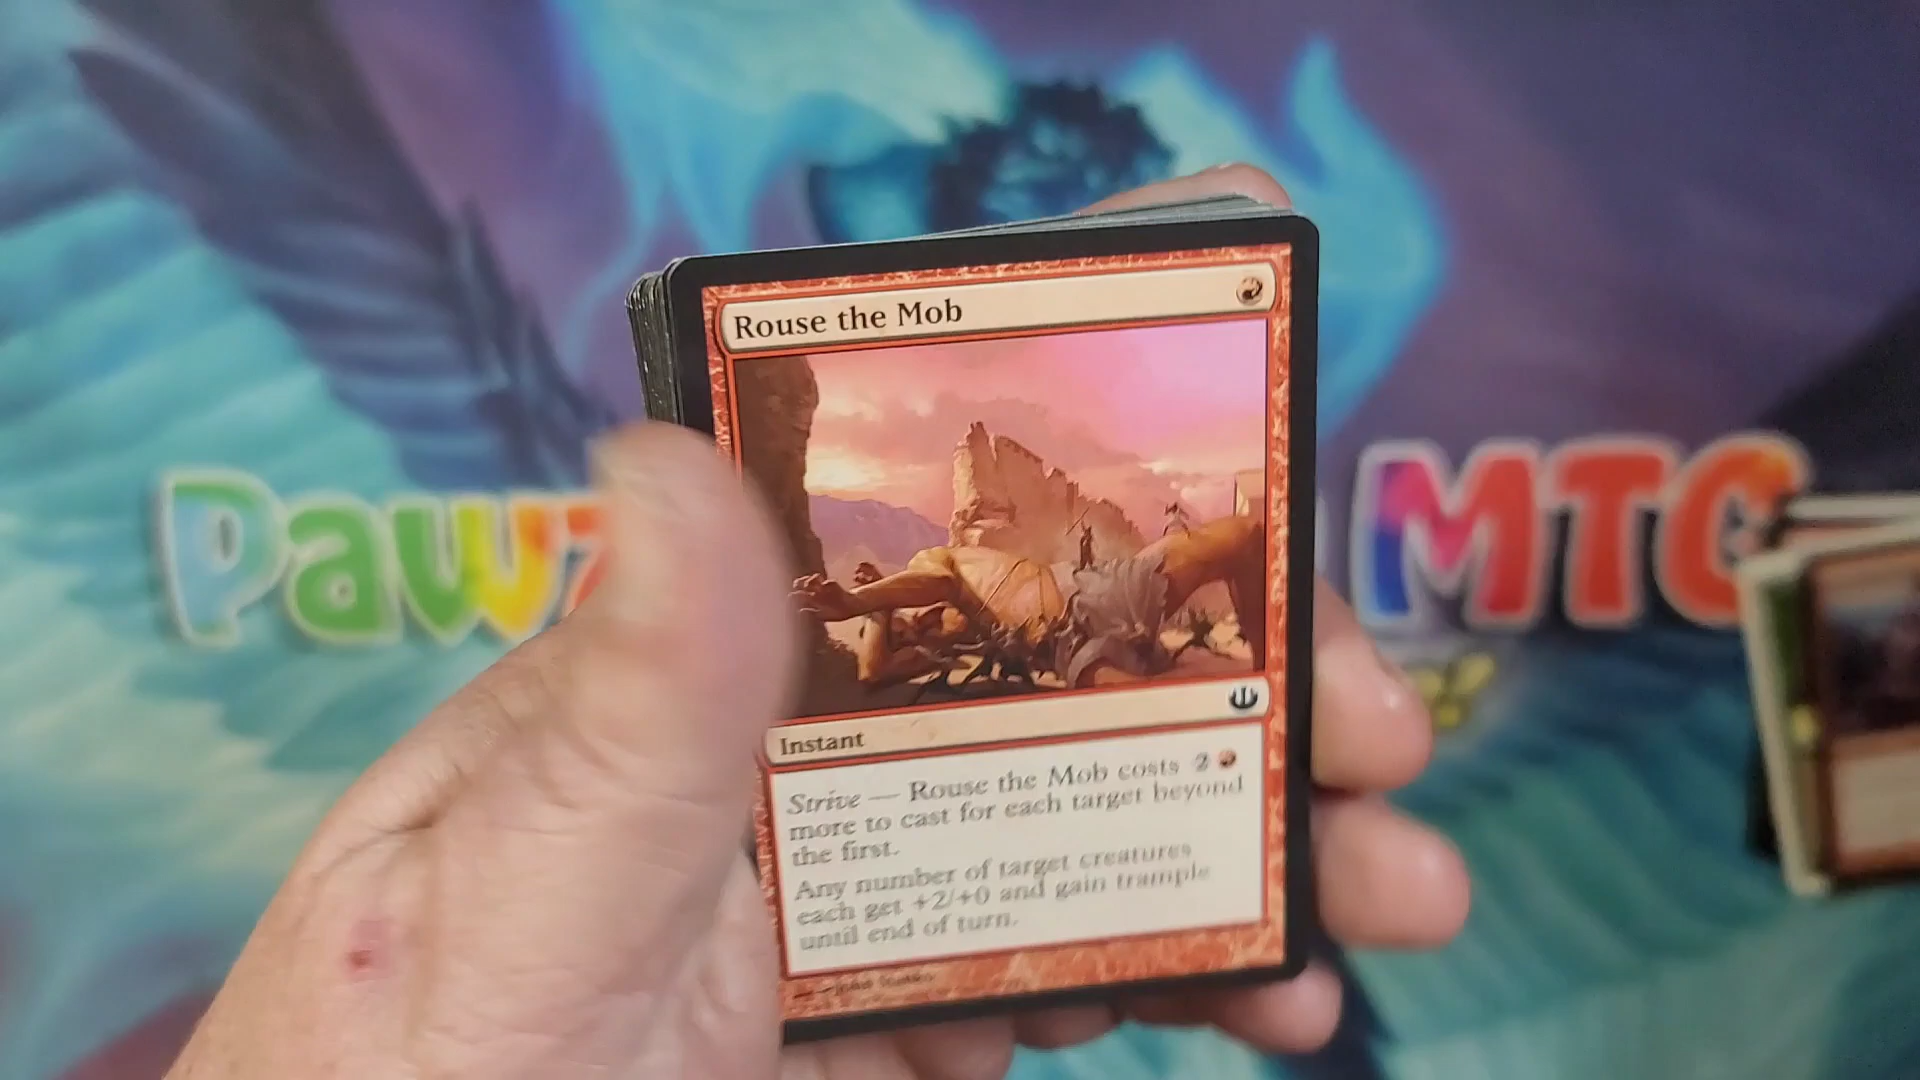 Rouse the Mob
Paw
MTG
Instant
Strive — Rouse the Mob costs 2
more to cast for each target beyond
the first.
Any number of target creatures
each get +2/+0 and gain trample
until end of turn.